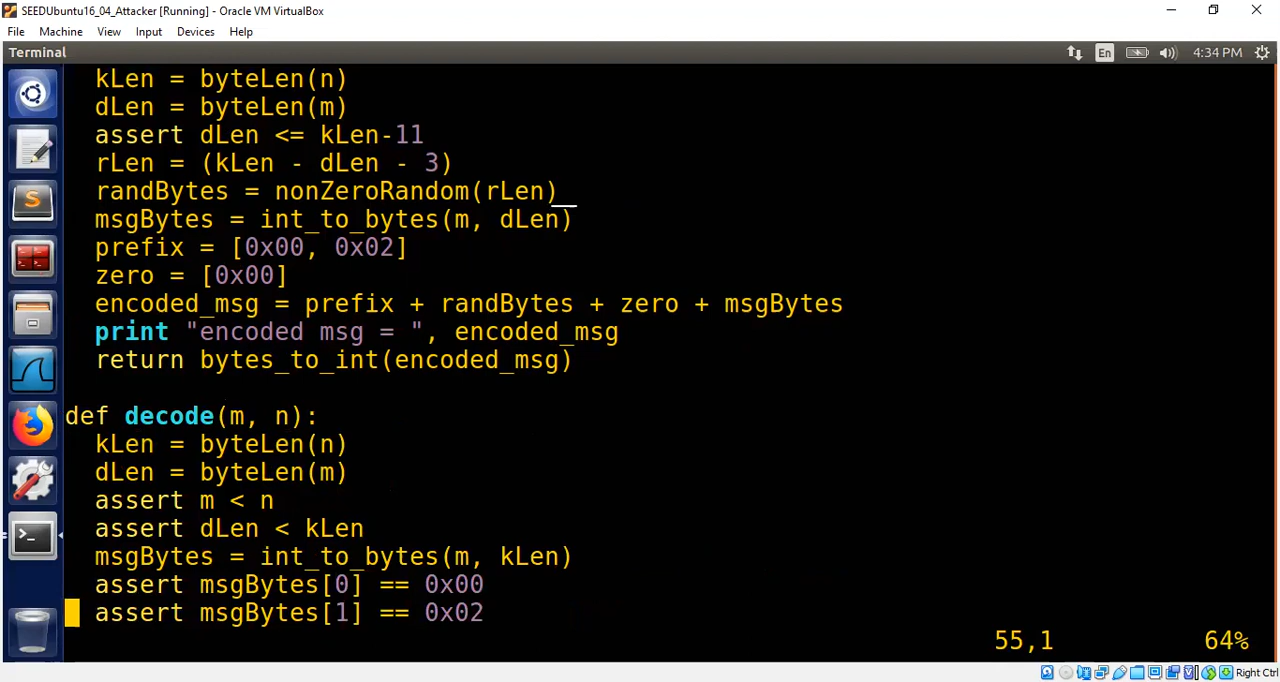 SEEDUbuntu16_04_Attacker [Running] - Oracle VM VirtualBox
File Machine View Input Devices Help
Terminal En 4:34 PM
kLen = byteLen(n)
dLen = byteLen(m)
assert dLen <= kLen-11
rLen = (kLen - dLen - 3)
randBytes = nonZeroRandom(rLen)
msgBytes = int_to_bytes(m, dLen)
prefix = [0x00, 0x02]
zero = [0x00]
encoded_msg = prefix + randBytes + zero + msgBytes
print "encoded msg = ", encoded_msg
return bytes_to_int(encoded_msg)
def decode(m, n):
kLen = byteLen(n)
dLen = byteLen(m)
assert m < n
assert dLen < kLen
msgBytes = int_to_bytes(m, kLen)
assert msgBytes[0] == 0x00
assert msgBytes[1] == 0x02
55,1 64%
Right Ctrl